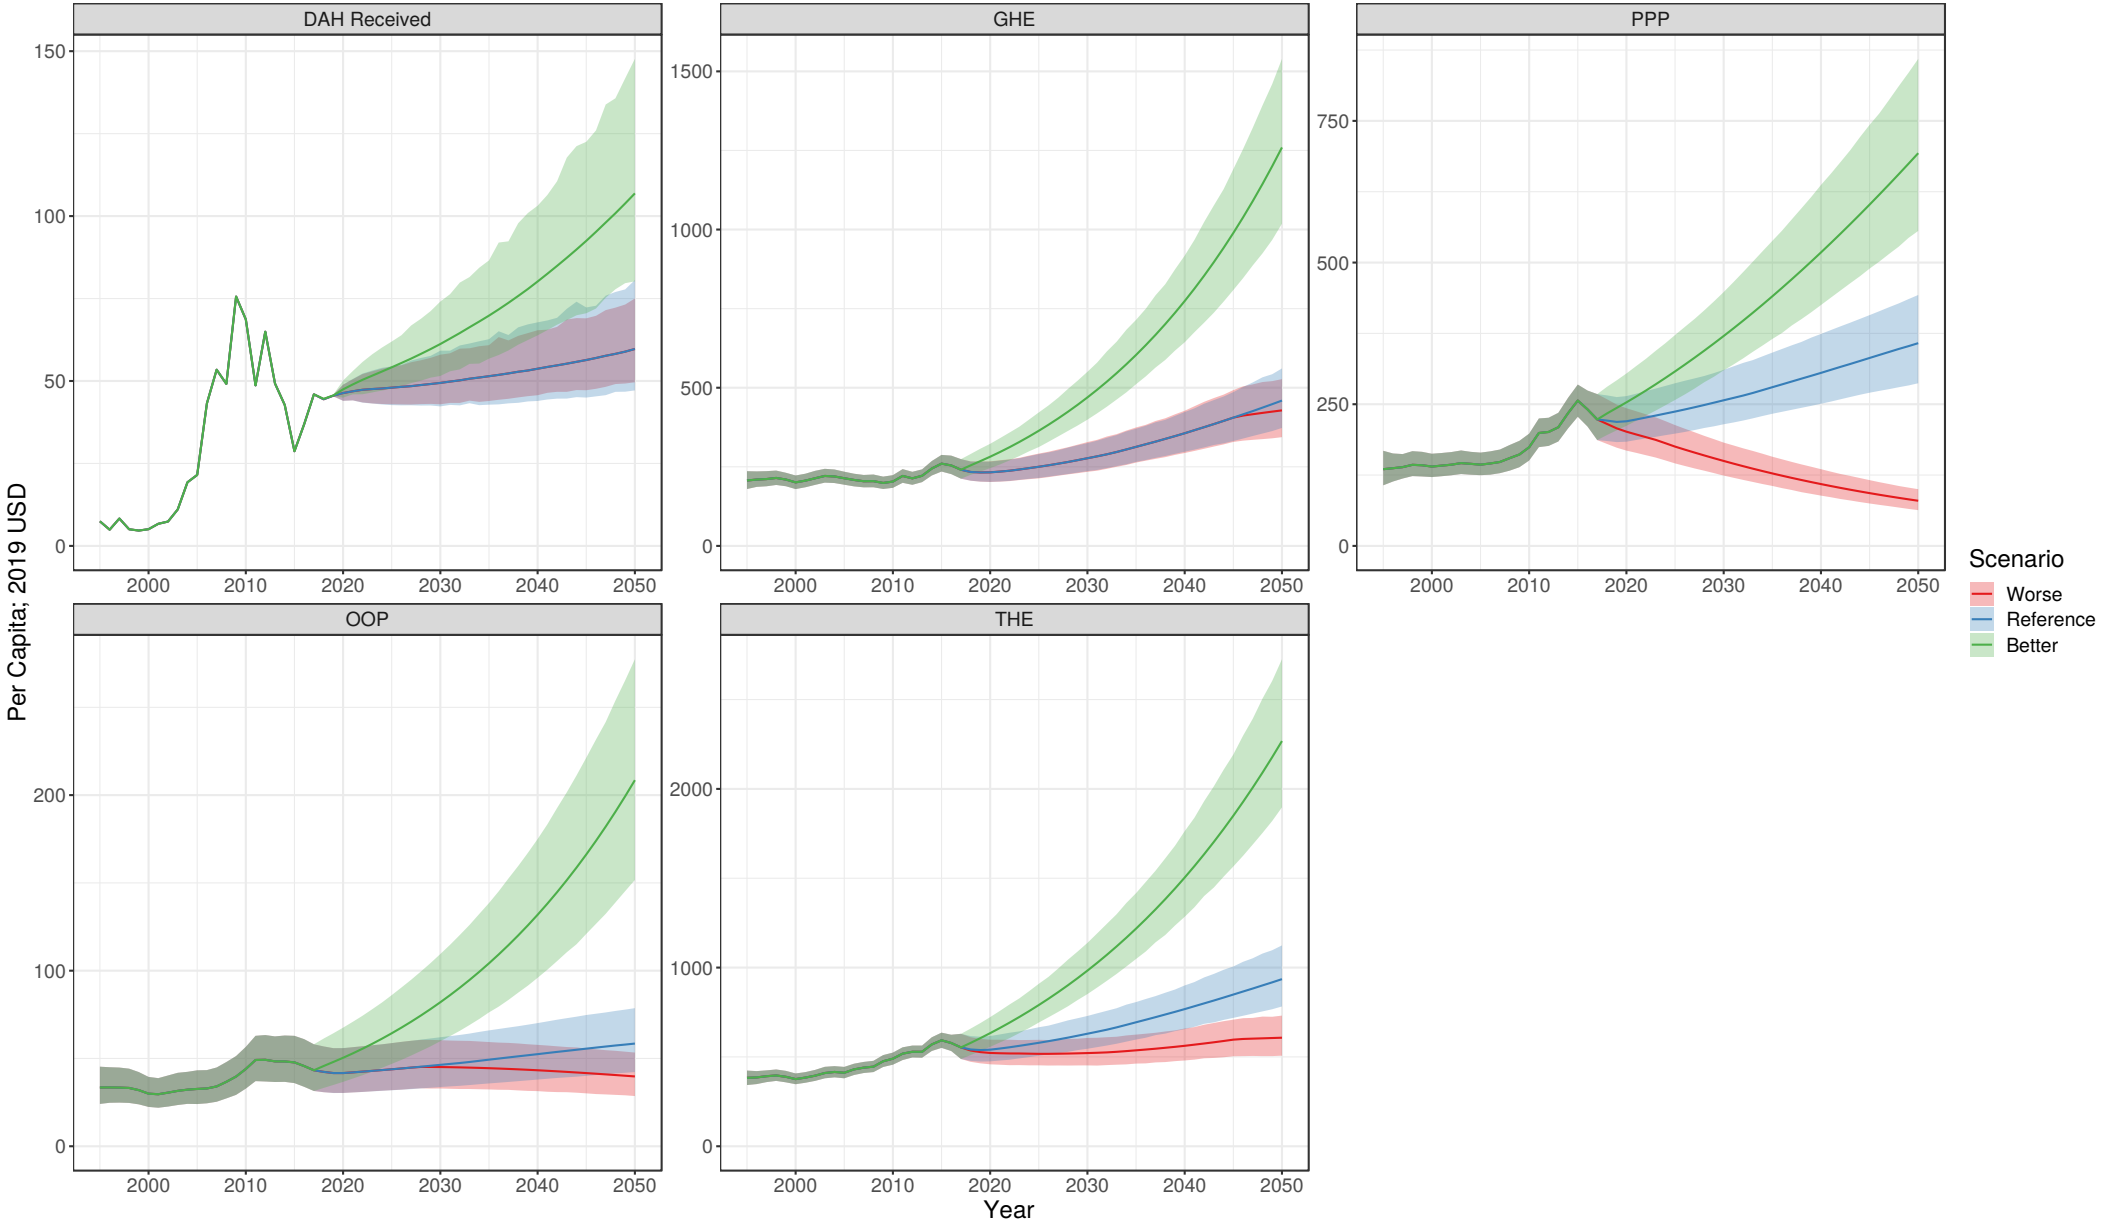 DAH Received
GHE
PPP
150
100
50
0
1500
1000
500
0
750
500
250
0
2000 2010 2020 2030 2040 2050
2000 2010 2020 2030 2040 2050
2000 2010 2020 2030 2040 2050
Per Capita; 2019 USD
OOP
THE
200
100
0
2000
1000
0
2000 2010 2020 2030 2040 2050
2000 2010 2020 2030 2040 2050
Year
Scenario
Worse
Reference
Better